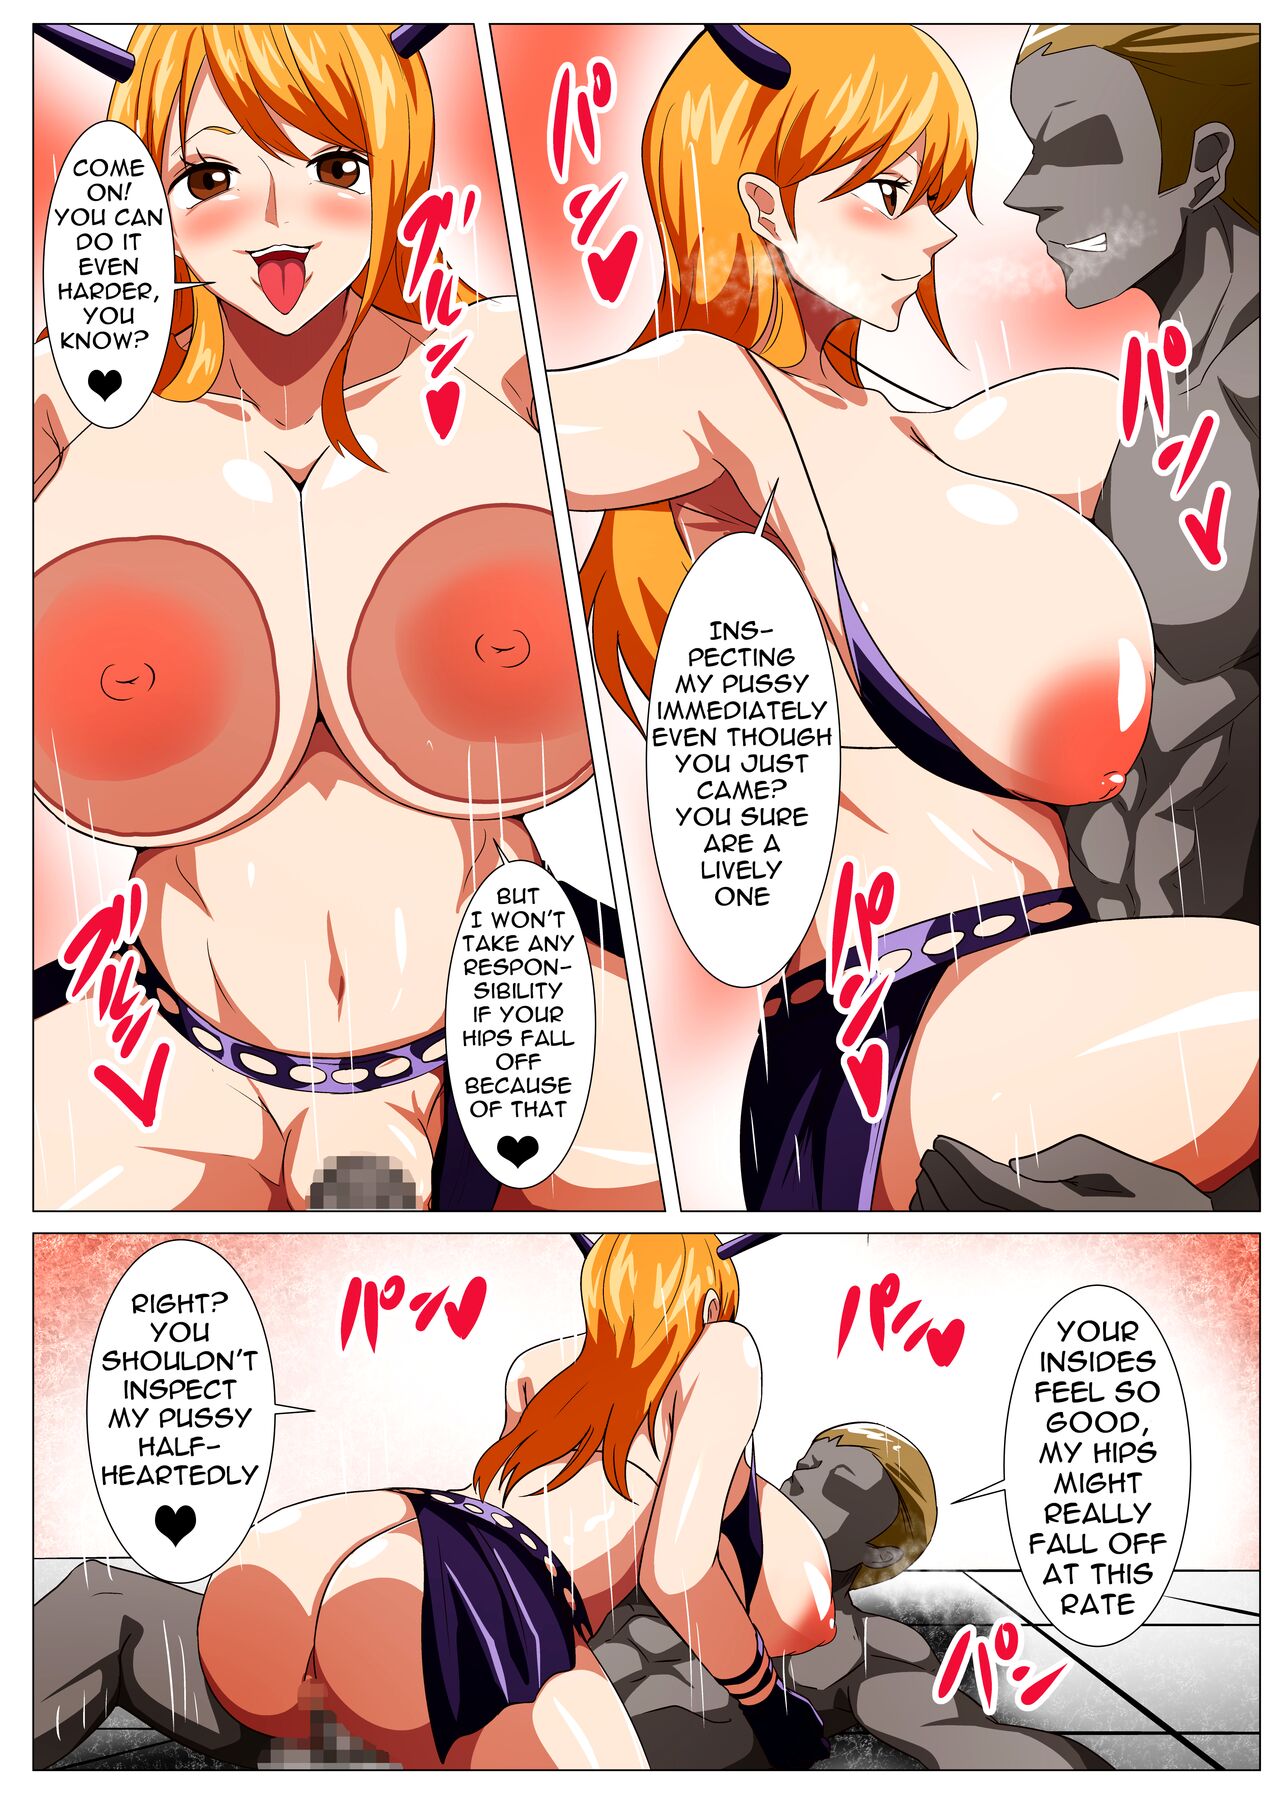 COME
ON!
YOU CAN
DO IT
EVEN
HARDER,
YOU
KNOW?
♥
グルン♥
BUT
I WON'T
TAKE ANY
RESPON-
SIBILITY
IF YOUR
HIPS FALL
OFF
BECAUSE
OF THAT
♥
グルン♥
パン♥
パン♥
INS-
PECTING
MY PUSSY
IMMEDIATELY
EVEN THOUGH
YOU JUST
CAME?
YOU SURE
ARE A
LIVELY
ONE
パン♥
RIGHT?
YOU
SHOULDN'T
INSPECT
MY PUSSY
HALF-
HEARTEDLY
♥
パン♥
パン♥
YOUR
INSIDES
FEEL SO
GOOD,
MY HIPS
MIGHT
REALLY
FALL OFF
AT THIS
RATE
パン♥